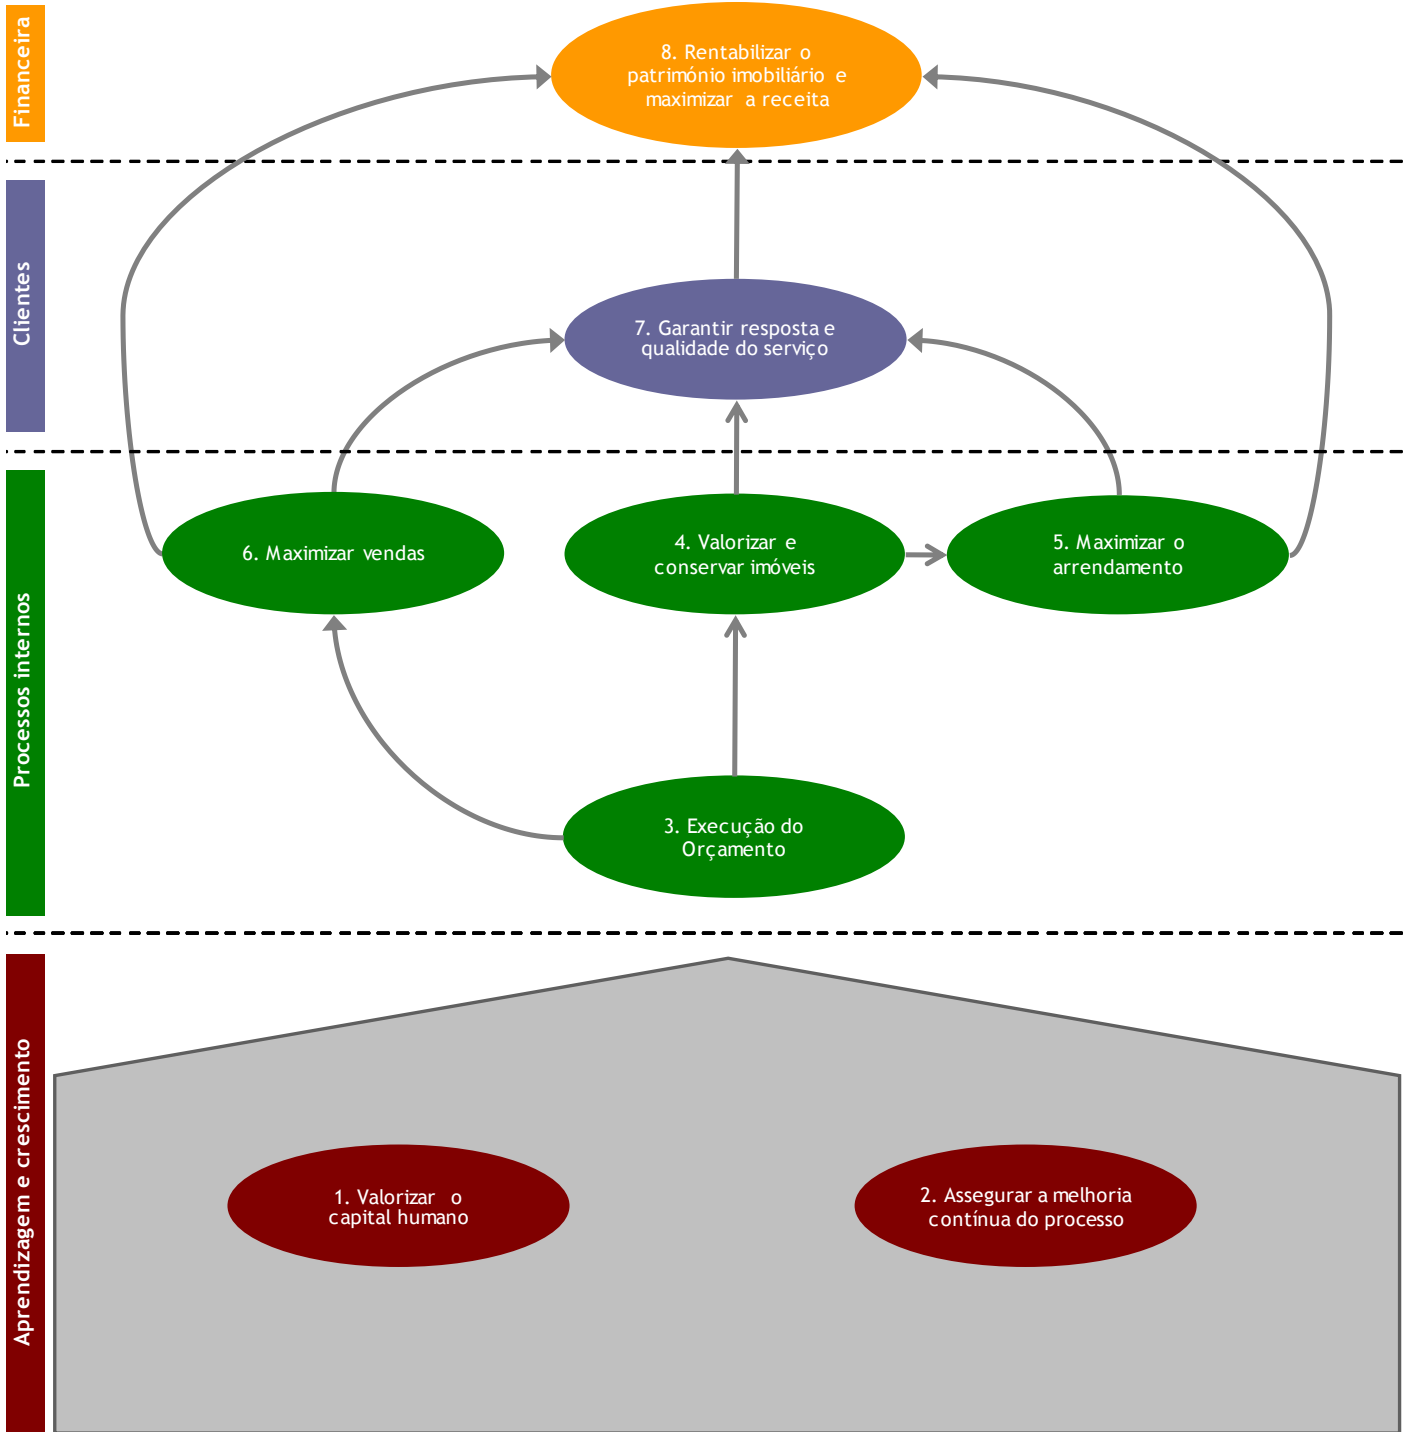 Financeira
8. Rentabilizar o
património imobiliário e
maximizar a receita
Clientes
7. Garantir resposta e
qualidade do serviço
Processos internos
6. Maximizar vendas
4. Valorizar e
conservar imóveis
5. Maximizar o
arrendamento
3. Execução do
Orçamento
Aprendizagem e crescimento
1. Valorizar o
capital humano
2. Assegurar a melhoria
contínua do processo